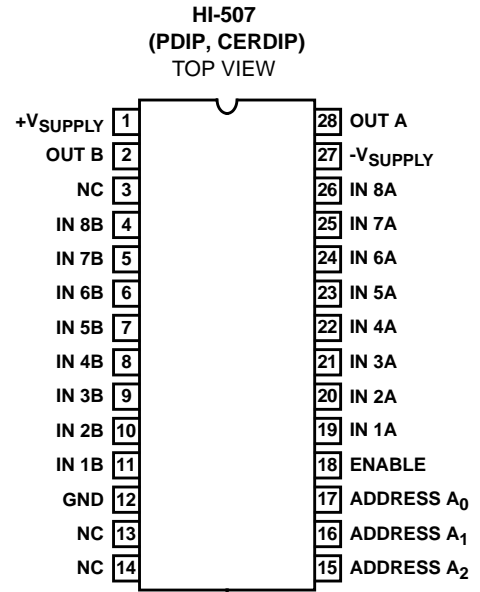 HI-507
(PDIP, CERDIP)
TOP VIEW
+VSUPPLY 1 28 OUT A
OUT B 2 27 -VSUPPLY
NC 3 26 IN 8A
IN 8B 4 25 IN 7A
IN 7B 5 24 IN 6A
IN 6B 6 23 IN 5A
IN 5B 7 22 IN 4A
IN 4B 8 21 IN 3A
IN 3B 9 20 IN 2A
IN 2B 10 19 IN 1A
IN 1B 11 18 ENABLE
GND 12 17 ADDRESS A0
NC 13 16 ADDRESS A1
NC 14 15 ADDRESS A2